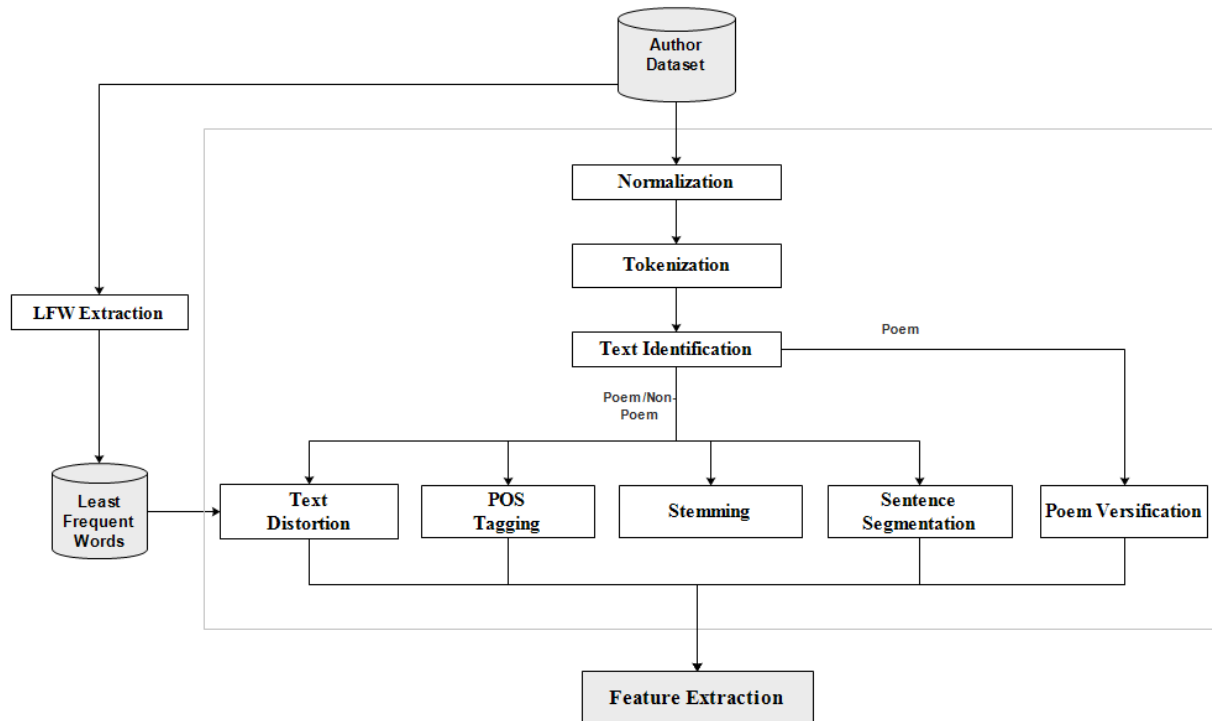 Author
Dataset
Normalization
Tokenization
LFW Extraction
Text Identification
Poem
Poem/Non-
Poem
Least
Frequent
Words
Text
Distortion
POS
Tagging
Stemming
Sentence
Segmentation
Poem Versification
Feature Extraction